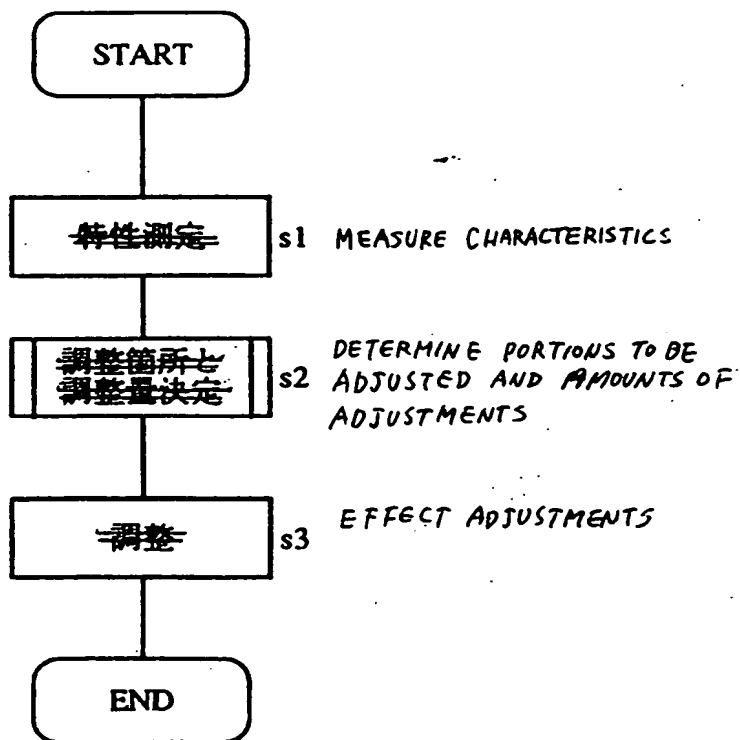 START
特性測定
s1 MEASURE CHARACTERISTICS
調整箇所と
調整量決定
s2 DETERMINE PORTIONS TO BE
ADJUSTED AND AMOUNTS OF
ADJUSTMENTS
調整
s3 EFFECT ADJUSTMENTS
END